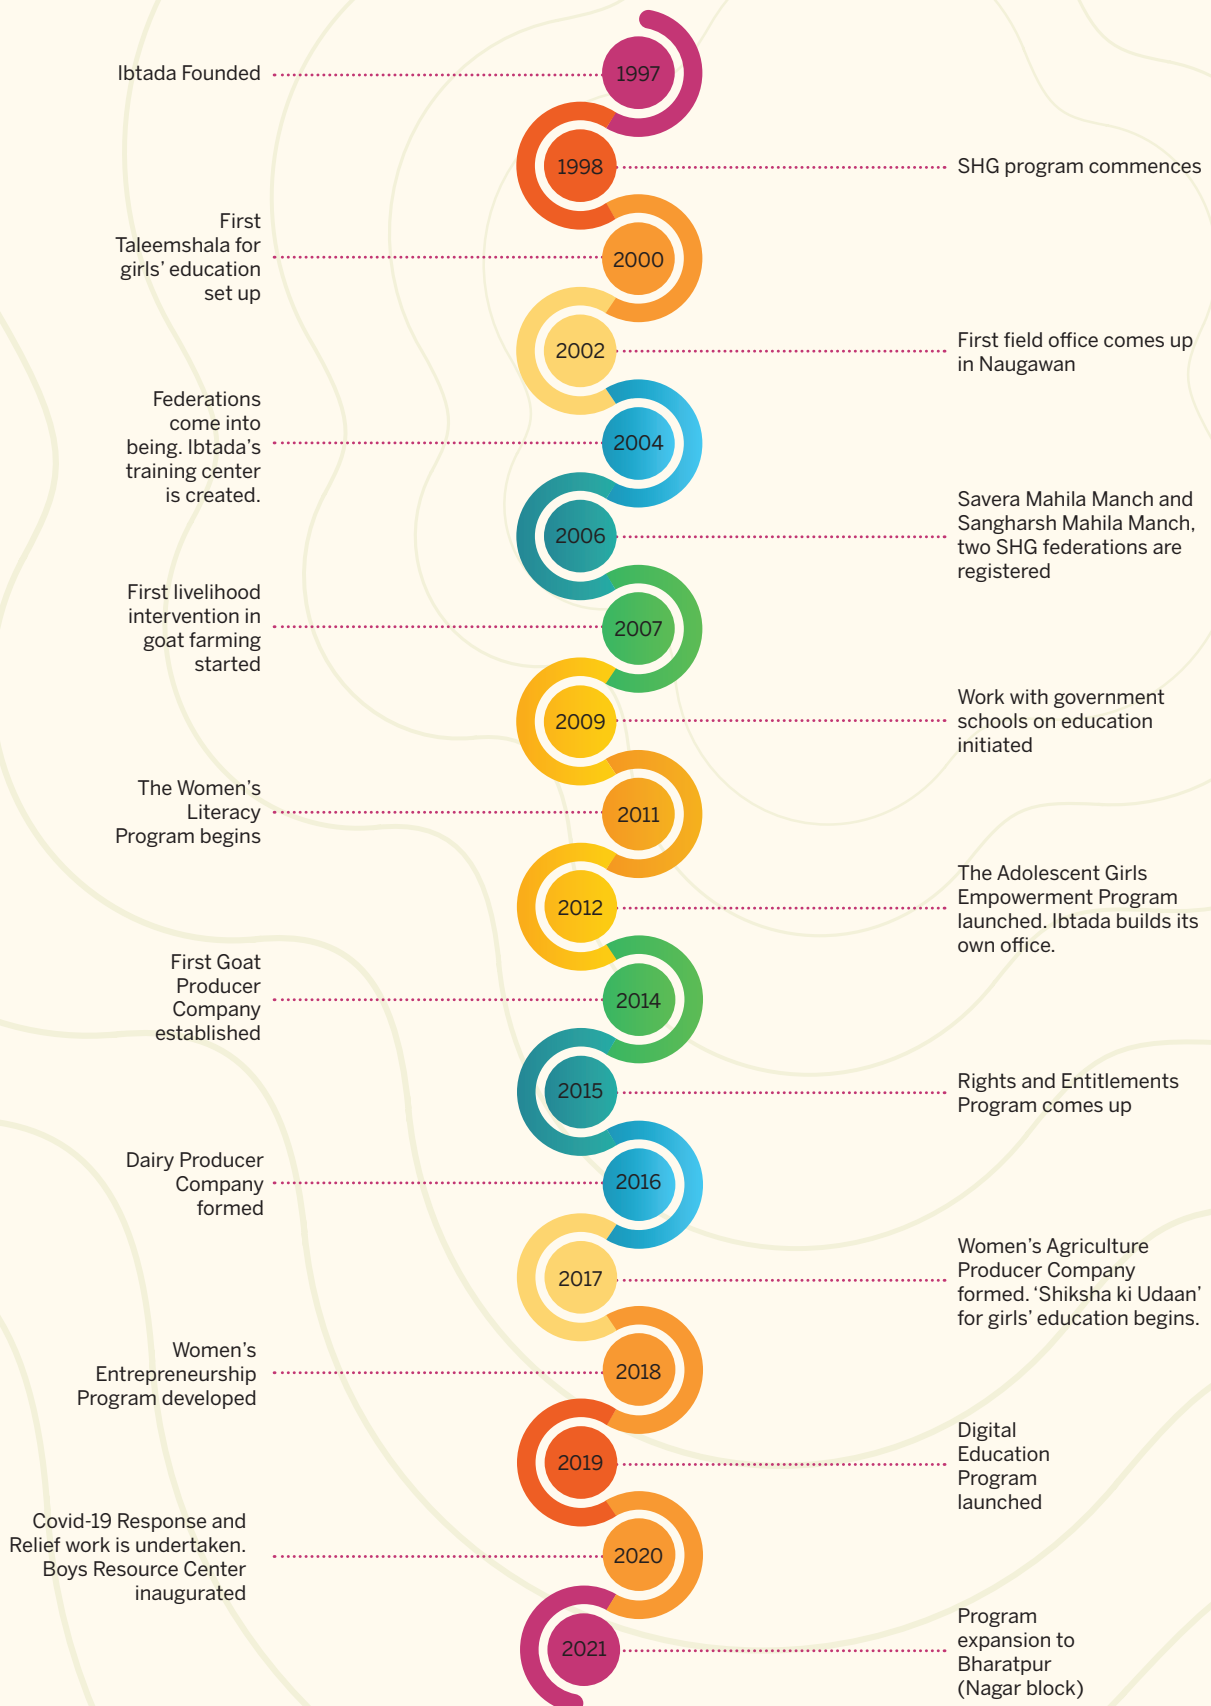 Ibtada Founded
1997
1998
SHG program commences
First
Taleemshala for
girls’ education
set up
2000
2002
First field office comes up
in Naugawan
Federations
come into
being. Ibtada’s
training center
is created.
2004
2006
Savera Mahila Manch and
Sangharsh Mahila Manch,
two SHG federations are
registered
First livelihood
intervention in
goat farming
started
2007
2009
Work with government
schools on education
initiated
The Women’s
Literacy
Program begins
2011
2012
The Adolescent Girls
Empowerment Program
launched. Ibtada builds its
own office.
First Goat
Producer
Company
established
2014
2015
Rights and Entitlements
Program comes up
Dairy Producer
Company
formed
2016
2017
Women’s Agriculture
Producer Company
formed. ‘Shiksha ki Udaan’
for girls’ education begins.
Women’s
Entrepreneurship
Program developed
2018
2019
Digital
Education
Program
launched
Covid-19 Response and
Relief work is undertaken.
Boys Resource Center
inaugurated
2020
2021
Program
expansion to
Bharatpur
(Nagar block)